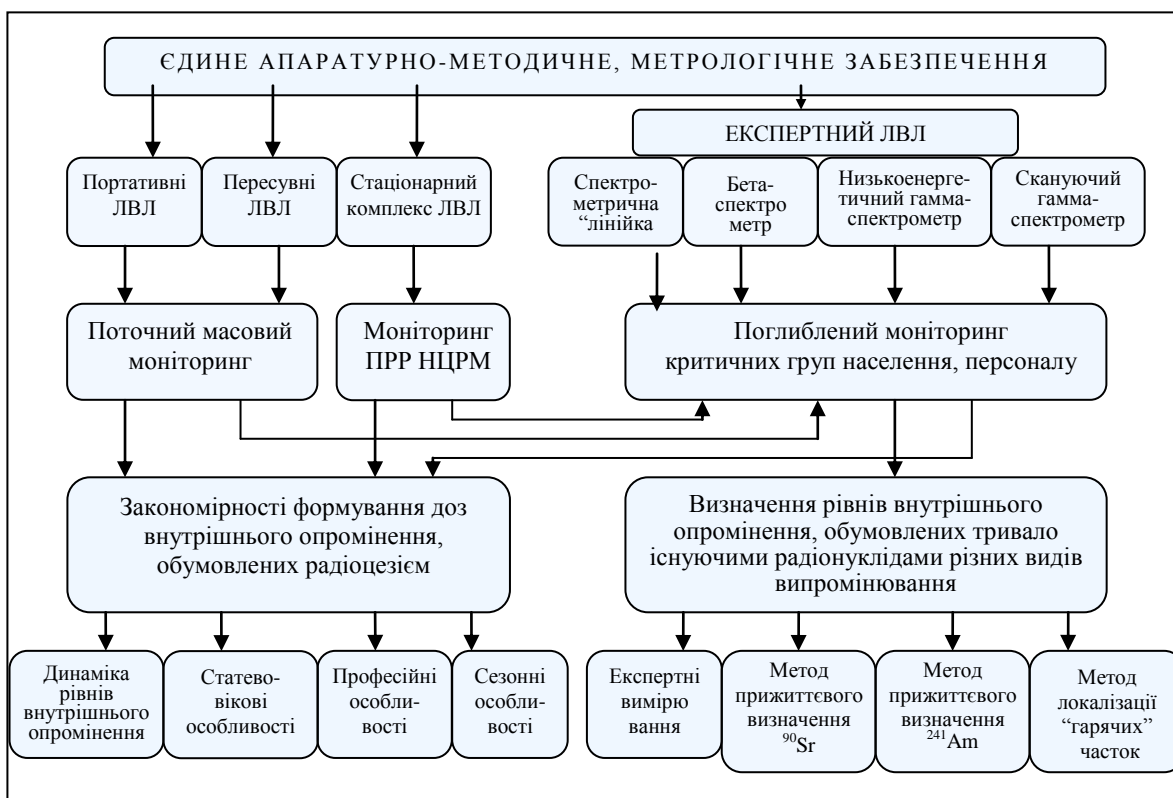 ЄДИНЕ АПАРАТУРНО-МЕТОДИЧНЕ, МЕТРОЛОГІЧНЕ ЗАБЕЗПЕЧЕННЯ
ЕКСПЕРТНИЙ ЛВЛ
Портативні
ЛВЛ
Пересувні
ЛВЛ
Стаціонарний
комплекс ЛВЛ
Спектро-
метрична
“лінійка
Бета-
спектро
метр
Низькоенерге-
тичний гамма-
спектрометр
Скануючий
гамма-
спектрометр
Поточний масовий
моніторинг
Моніторинг
ПРР НЦРМ
Поглиблений моніторинг
критичних груп населення, персоналу
Закономірності формування доз
внутрішнього опромінення,
обумовлених радіоцезієм
Визначення рівнів внутрішнього
опромінення, обумовлених тривало
існуючими радіонуклідами різних видів
випромінювання
Динаміка
рівнів
внутрішнього
опромінення
Статево-
вікові
особливості
Професійні
особли-
вості
Сезонні
особли-
вості
Експертні
вимірю
вання
Метод
прижиттєвого
визначення
⁹⁰Sr
Метод
прижиттєвого
визначення
²⁴¹Am
Метод
локалізації
“гарячих”
часток